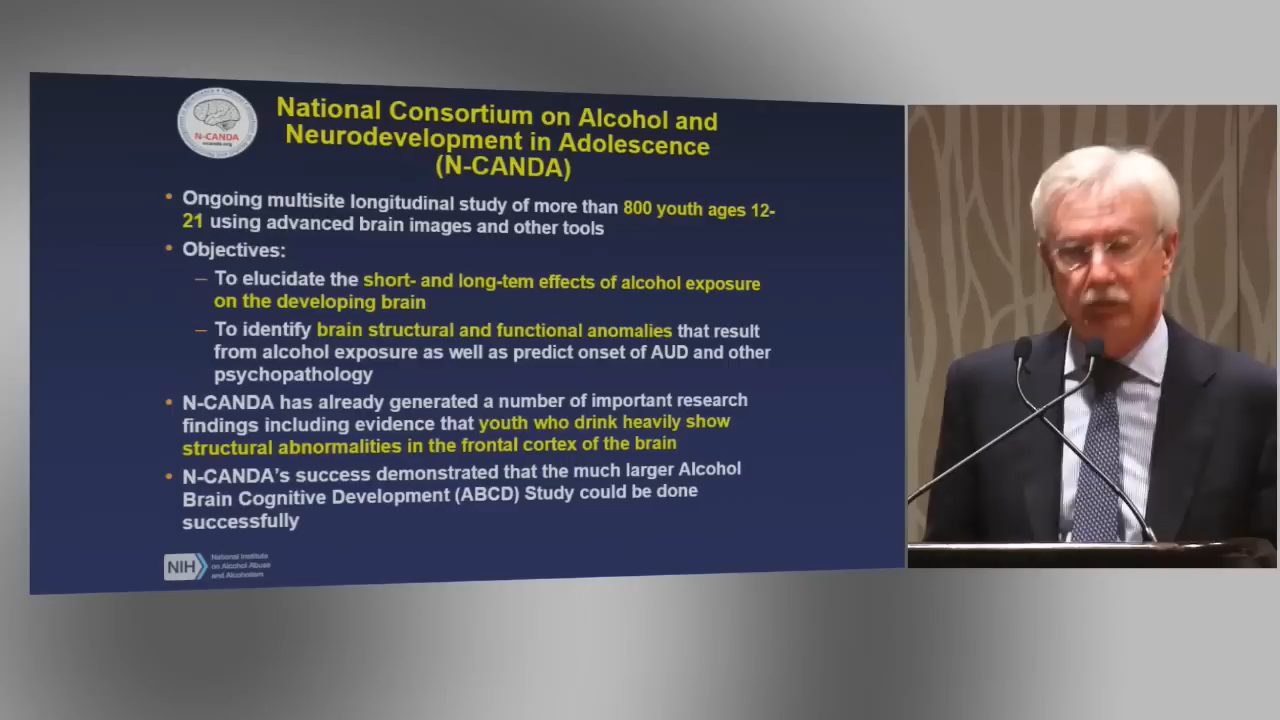 N-CANDA
ncanda.org
National Consortium on Alcohol and
Neurodevelopment in Adolescence
(N-CANDA)
• Ongoing multisite longitudinal study of more than 800 youth ages 12-
21 using advanced brain images and other tools
• Objectives:
– To elucidate the short- and long-tem effects of alcohol exposure
on the developing brain
– To identify brain structural and functional anomalies that result
from alcohol exposure as well as predict onset of AUD and other
psychopathology
• N-CANDA has already generated a number of important research
findings including evidence that youth who drink heavily show
structural abnormalities in the frontal cortex of the brain
• N-CANDA's success demonstrated that the much larger Alcohol
Brain Cognitive Development (ABCD) Study could be done
successfully
NIH
National Institute
on Alcohol Abuse
and Alcoholism